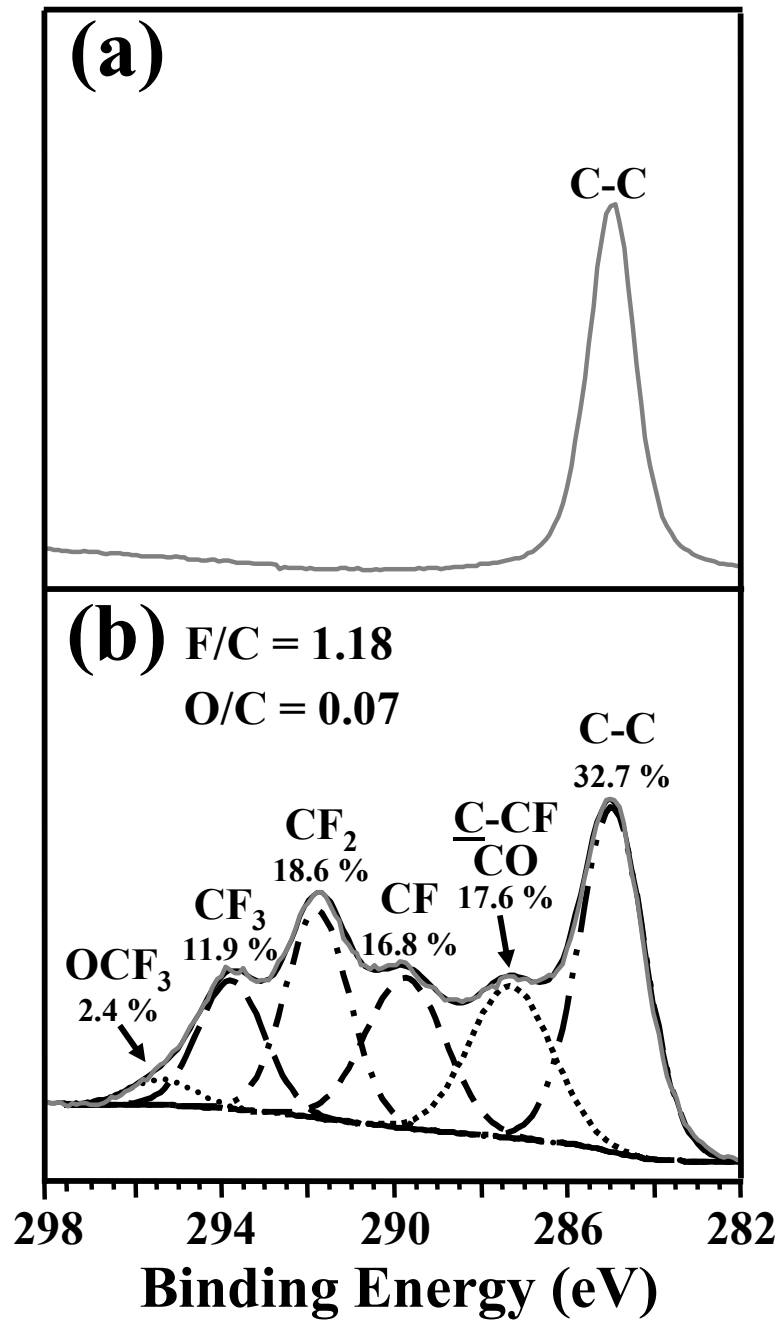 (a)
C-C
(b) F/C = 1.18
O/C = 0.07
C-C
32.7 %
C-CF
CO
17.6 %
CF2
18.6 %
CF
16.8 %
CF3
11.9 %
OCF3
2.4 %
298 294 290 286 282
Binding Energy (eV)